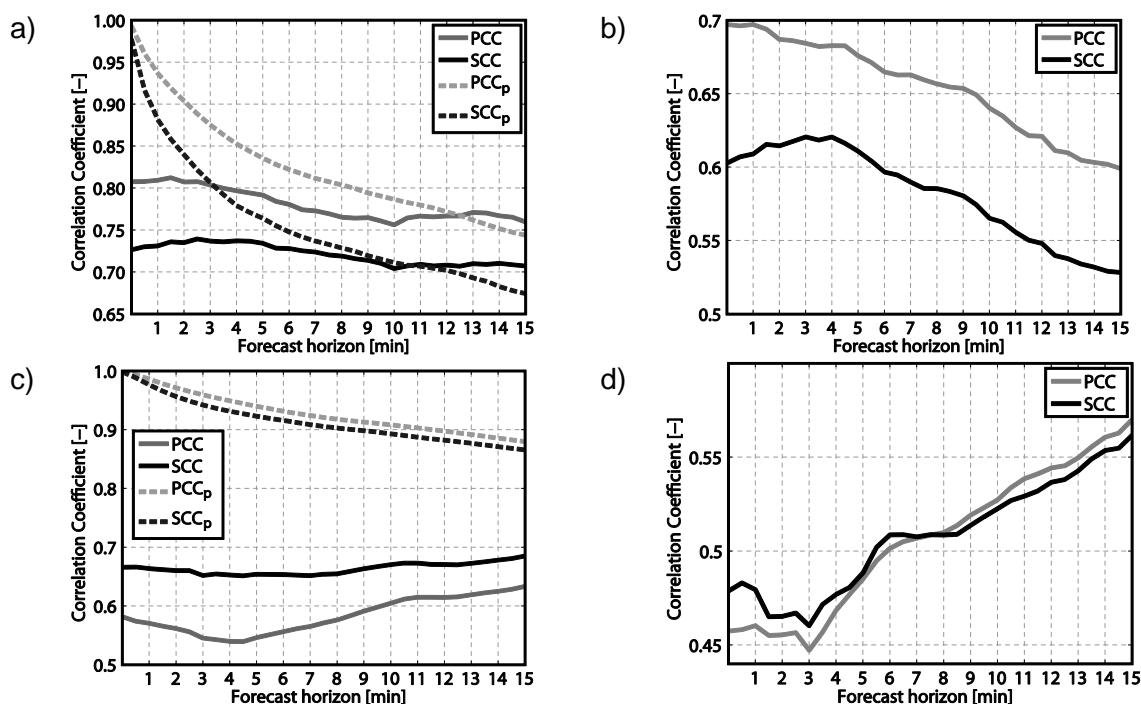 a)
1.00
0.95
0.90
0.85
0.80
0.75
0.70
0.65
Correlation Coefficient [–]
PCC
SCC
PCCp
SCCp
1 2 3 4 5 6 7 8 9 10 11 12 13 14 15
Forecast horizon [min]
b)
0.7
0.65
0.6
0.55
0.5
Correlation Coefficient [–]
PCC
SCC
1 2 3 4 5 6 7 8 9 10 11 12 13 14 15
Forecast horizon [min]
c)
1.0
0.9
0.8
0.7
0.6
0.5
Correlation Coefficient [–]
PCC
SCC
PCCp
SCCp
1 2 3 4 5 6 7 8 9 10 11 12 13 14 15
Forecast horizon [min]
d)
0.55
0.5
0.45
Correlation Coefficient [–]
PCC
SCC
1 2 3 4 5 6 7 8 9 10 11 12 13 14 15
Forecast horizon [min]